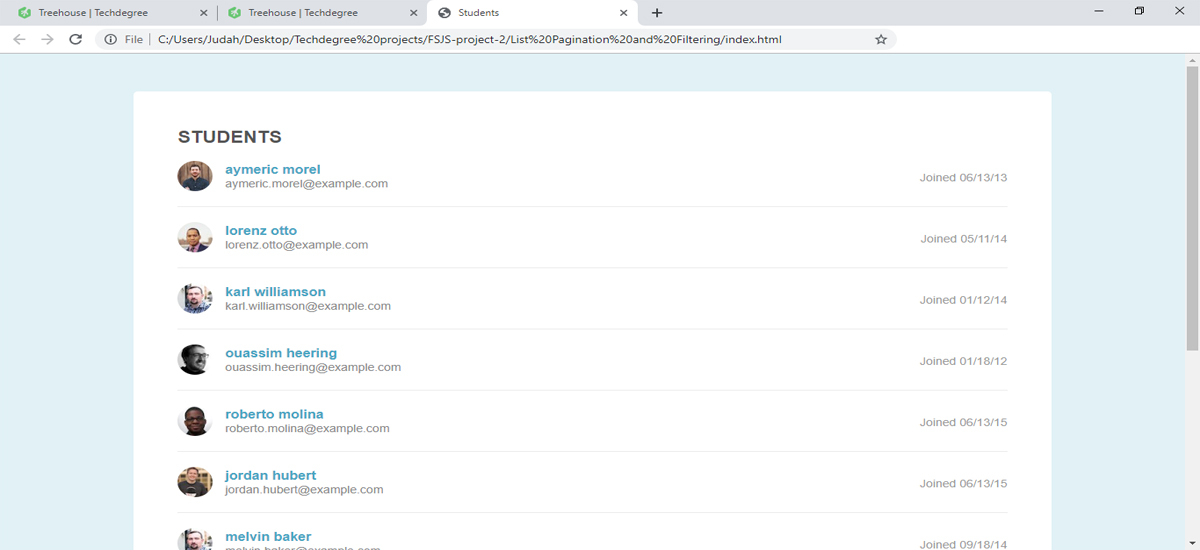 Treehouse | Techdegree
Treehouse | Techdegree
Students
File | C:/Users/Judah/Desktop/Techdegree%20projects/FSJS-project-2/List%20Pagination%20and%20Filtering/index.html
STUDENTS
aymeric morel
aymeric.morel@example.com
Joined 06/13/13
lorenz otto
lorenz.otto@example.com
Joined 05/11/14
karl williamson
karl.williamson@example.com
Joined 01/12/14
ouassim heering
ouassim.heering@example.com
Joined 01/18/12
roberto molina
roberto.molina@example.com
Joined 06/13/15
jordan hubert
jordan.hubert@example.com
Joined 06/13/15
melvin baker
melvin.baker@example.com
Joined 09/18/14